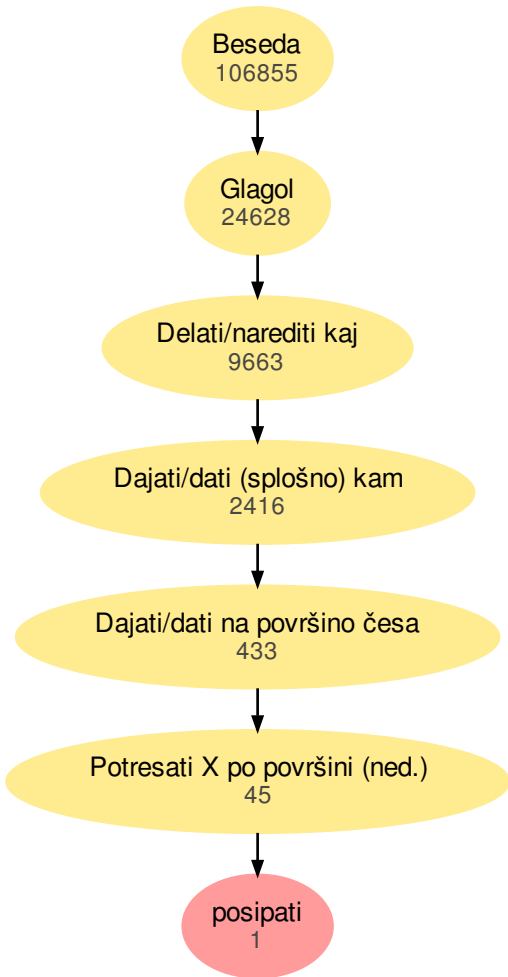 Beseda
106855
Glagol
24628
Delati/narediti kaj
9663
Dajati/dati (splošno) kam
2416
Dajati/dati na površino česa
433
Potresati X po površini (ned.)
45
posipati
1